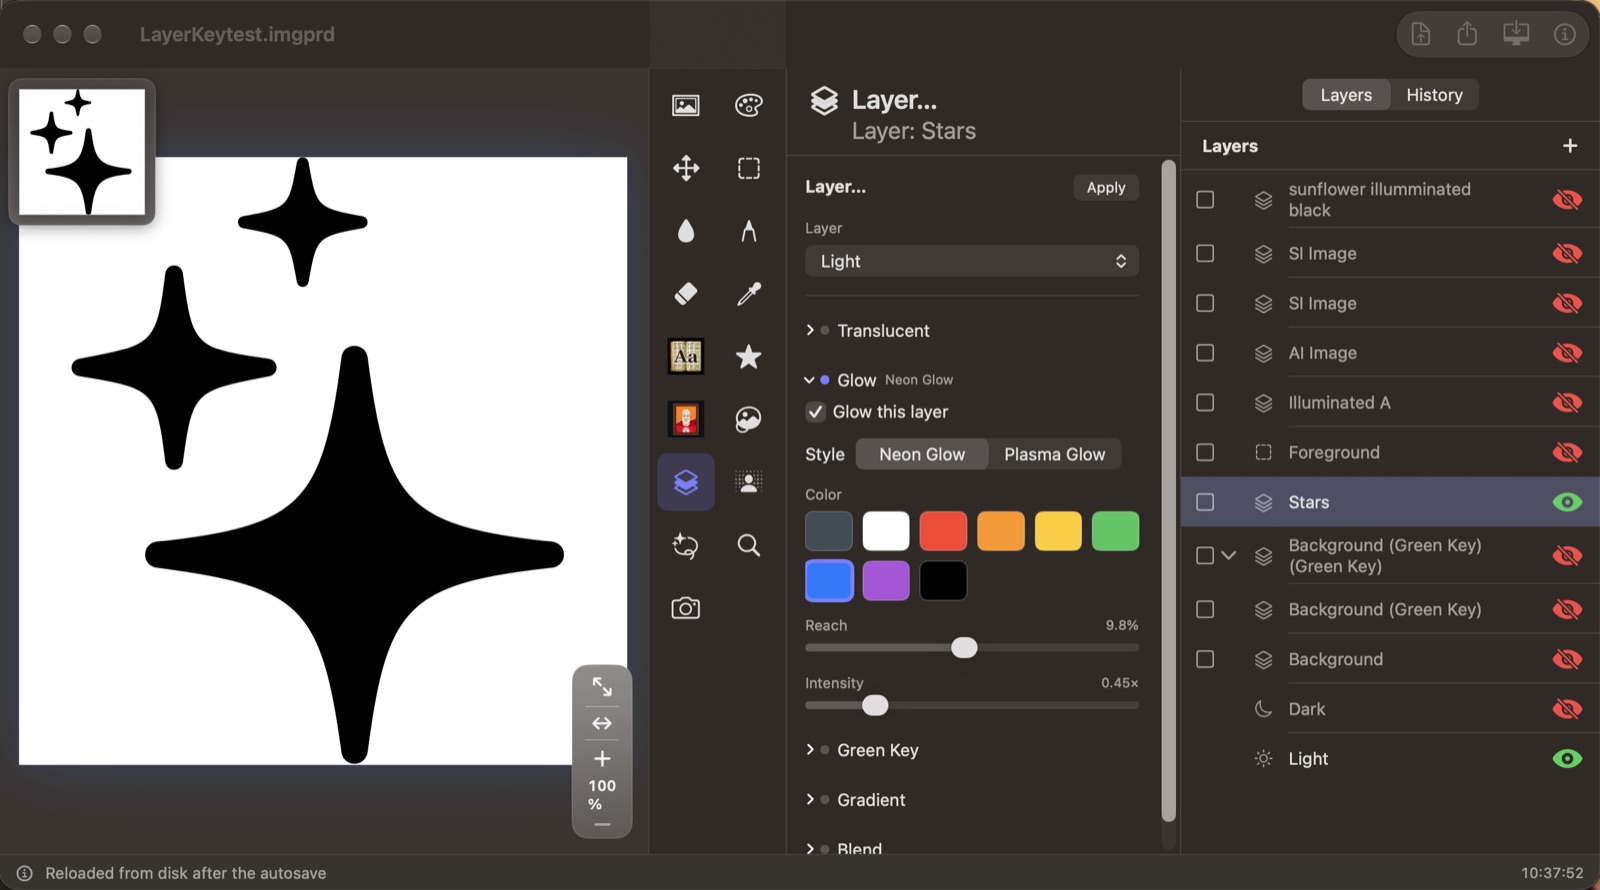 LayerKeytest.imgprd
Layer...
Layer: Stars
Layer...
Apply
Layer
Light
Translucent
Glow Neon Glow
Glow this layer
Style Neon Glow Plasma Glow
Color
Reach 9.8%
Intensity 0.45×
Green Key
Gradient
Blend
Aa
100
%
Layers History
Layers
sunflower illumminated
black
SI Image
SI Image
AI Image
Illuminated A
Foreground
Stars
Background (Green Key)
(Green Key)
Background (Green Key)
Background
Dark
Light
Reloaded from disk after the autosave
10:37:52